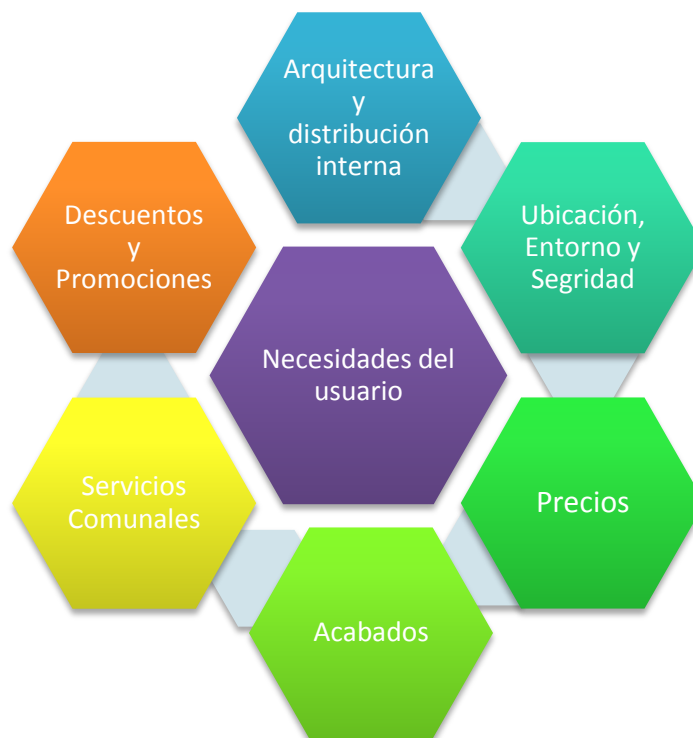 Arquitectura
y
distribución
interna
Ubicación,
Entorno y
Segridad
Precios
Acabados
Servicios
Comunales
Descuentos
y
Promociones
Necesidades del
usuario